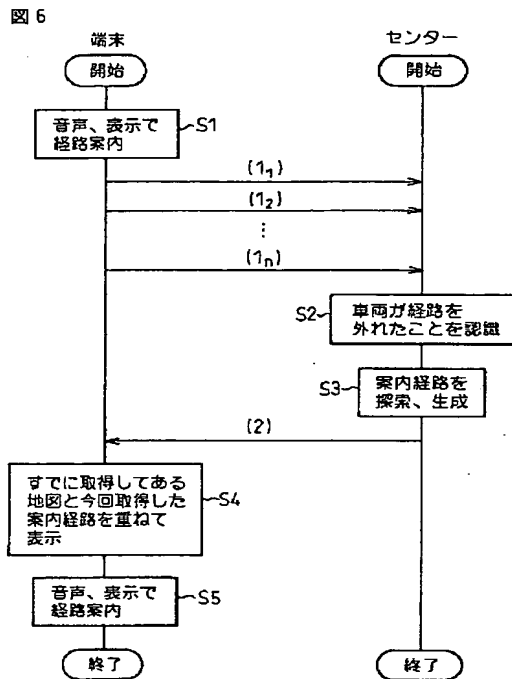 図6
端末
センター
開始
開始
音声、表示で
経路案内
S1
(1₁)
(1₂)
⋮
(1ₙ)
S2
車両が経路を
外れたことを認識
S3
案内経路を
探索、生成
(2)
すでに取得してある
地図と今回取得した
案内経路を重ねて
表示
S4
音声、表示で
経路案内
S5
終了
終了